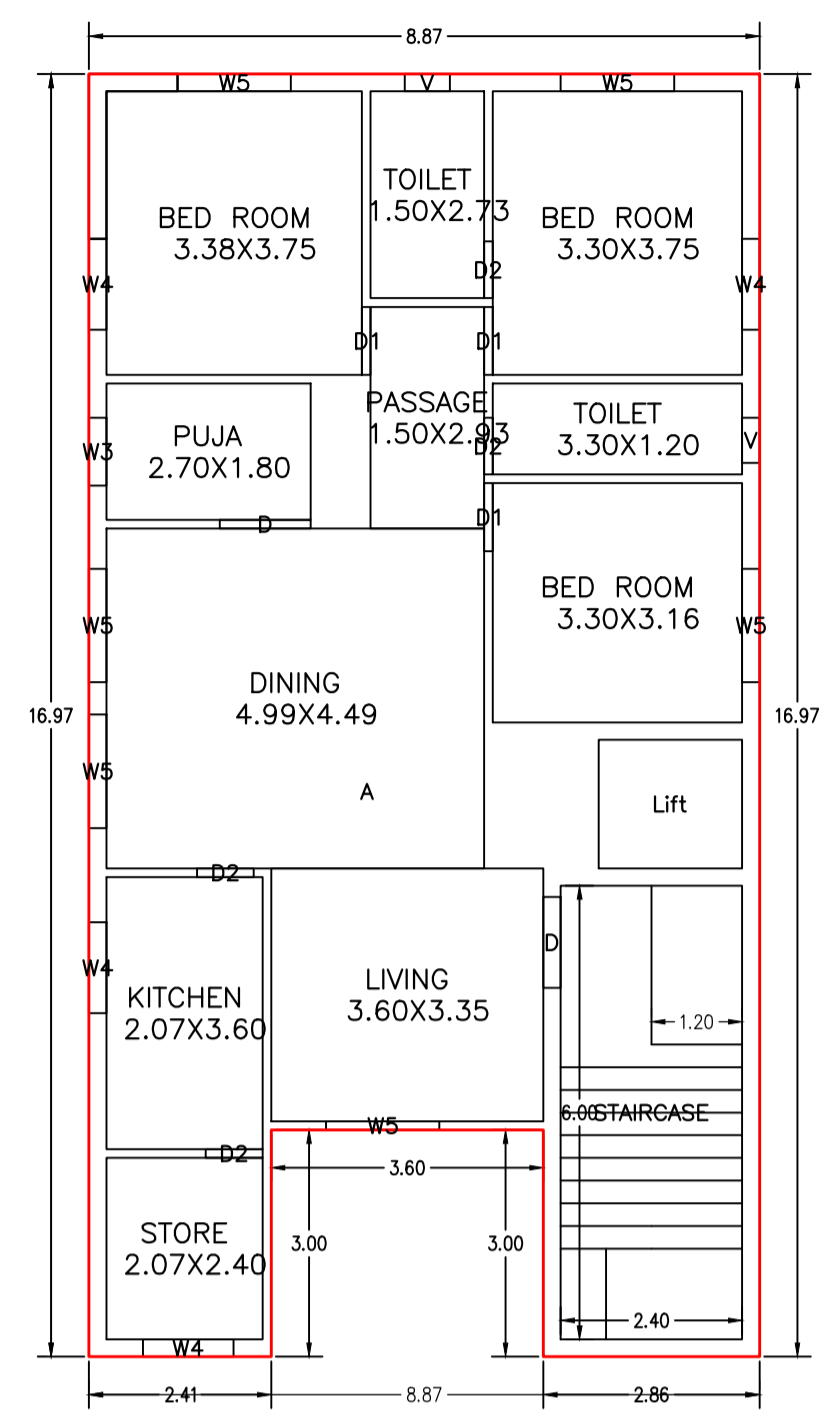 8.87
W5
V
W5
TOILET
1.50X2.73
BED ROOM
3.38X3.75
BED ROOM
3.30X3.75
D2
W4
W4
D1
D1
PASSAGE
1.50X2.93
TOILET
3.30X1.20
PUJA
2.70X1.80
W3
D2
V
D
D1
BED ROOM
3.30X3.16
W5
W5
DINING
4.99X4.49
16.97
16.97
W5
A
Lift
D2
D
W4
LIVING
3.60X3.35
KITCHEN
2.07X3.60
1.20
6.00
STAIRCASE
W5
D2
3.60
STORE
2.07X2.40
3.00
3.00
2.40
W4
2.41
8.87
2.86